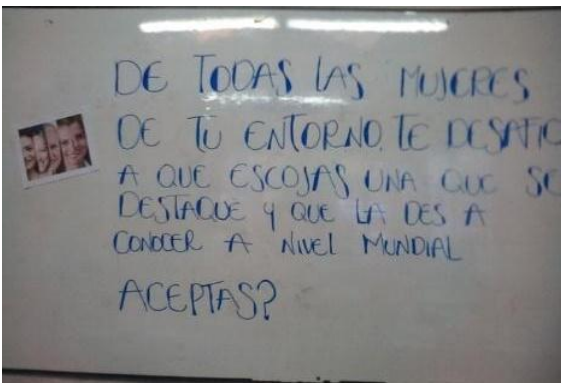 DE TODAS LAS MUJERES
DE TU ENTORNO, TE DESAFIO
A QUE ESCOJAS UNA QUE SE
DESTAQUE Y QUE LA DES A
CONOCER A NIVEL MUNDIAL
ACEPTAS?